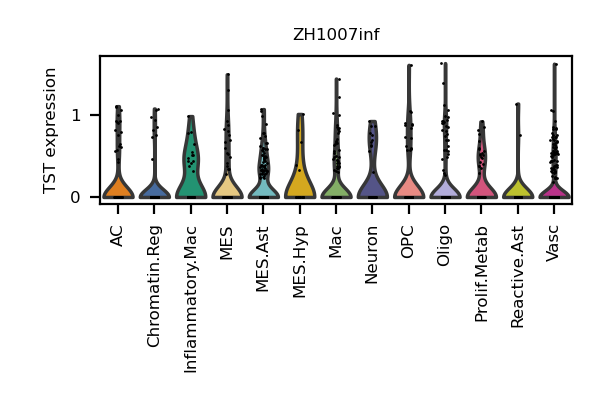 ZH1007inf
TST expression
1
0
AC
Chromatin.Reg
Inflammatory.Mac
MES
MES.Ast
MES.Hyp
Mac
Neuron
OPC
Oligo
Prolif.Metab
Reactive.Ast
Vasc